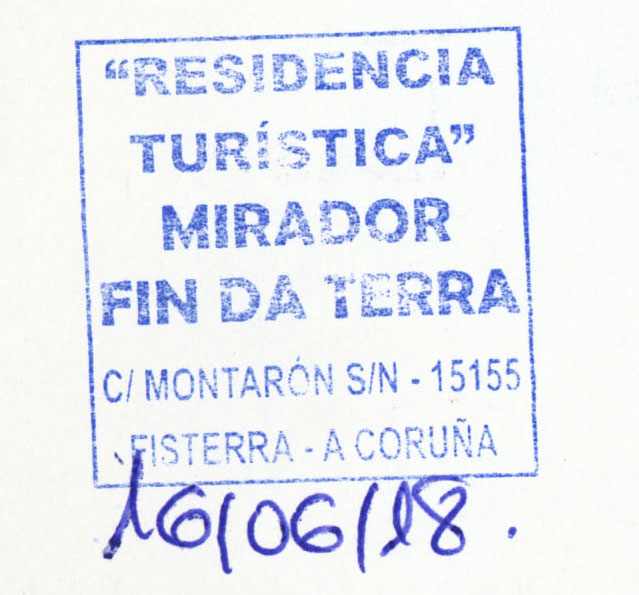 “RESIDENCIA
TURÍSTICA”
MIRADOR
FIN DA TERRA
C/ MONTARÓN S/N - 15155
FISTERRA - A CORUÑA
16/06/18.